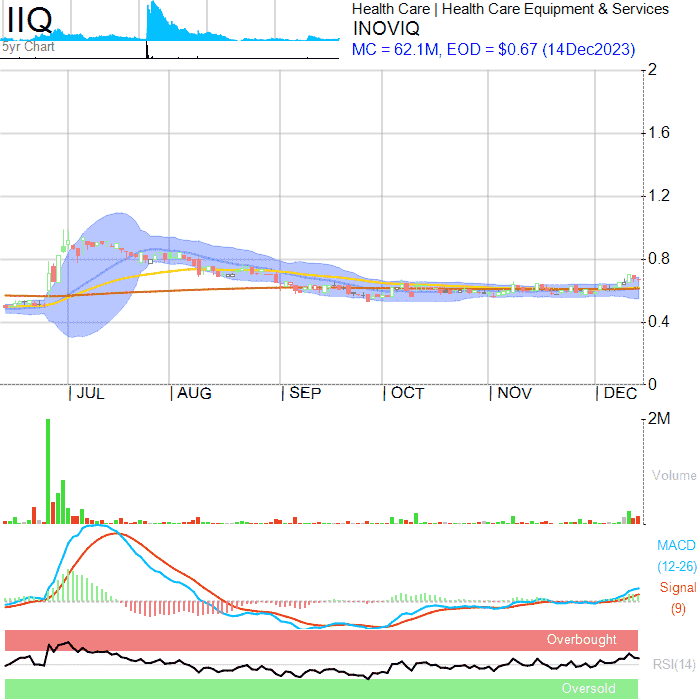 IIQ
5yr Chart
Health Care | Health Care Equipment & Services
INOVIQ
MC = 62.1M, EOD = $0.67 (14Dec2023)
2
1.6
1.2
0.8
0.4
0
| JUL | AUG | SEP | OCT | NOV | DEC
2M
Volume
MACD
(12-26)
Signal
(9)
Overbought
RSI(14)
Oversold